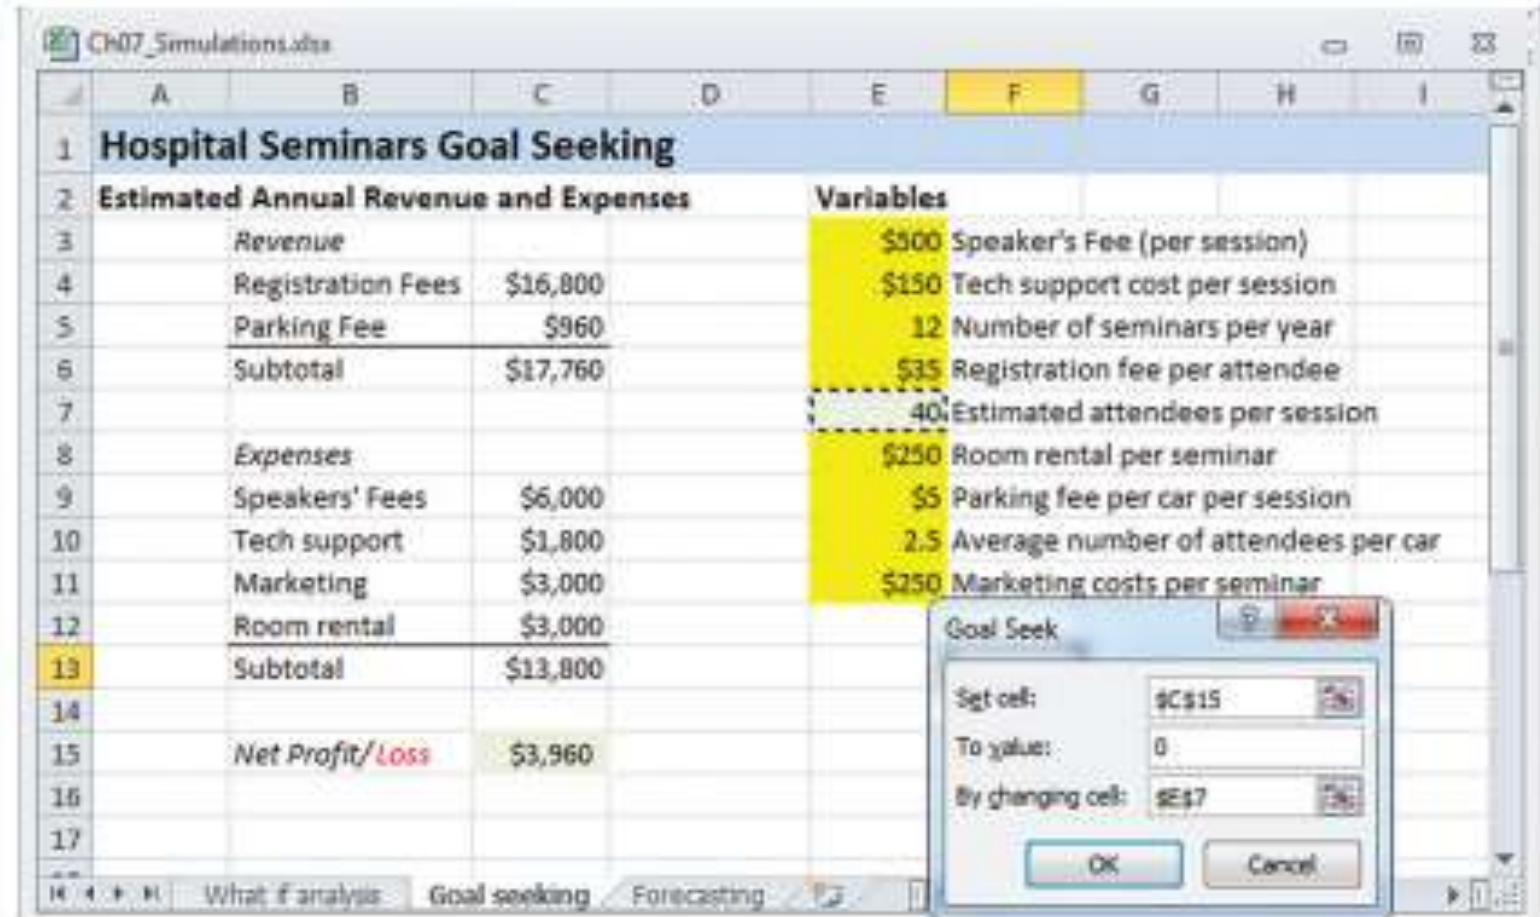 Ch07_Simulations.xlsx
A B C D E F G H I
1 Hospital Seminars Goal Seeking
2 Estimated Annual Revenue and Expenses Variables
3 Revenue $500 Speaker's Fee (per session)
4 Registration Fees $16,800 $150 Tech support cost per session
5 Parking Fee $960 12 Number of seminars per year
6 Subtotal $17,760 $35 Registration fee per attendee
7 40 Estimated attendees per session
8 Expenses $250 Room rental per seminar
9 Speakers' Fees $6,000 $5 Parking fee per car per session
10 Tech support $1,800 2.5 Average number of attendees per car
11 Marketing $3,000 $250 Marketing costs per seminar
12 Room rental $3,000
13 Subtotal $13,800
14
15 Net Profit/Loss $3,960
16
17
Goal Seek
Set cell: $C$15
To value: 0
By changing cell: $E$7
OK Cancel
What if analysis Goal seeking Forecasting